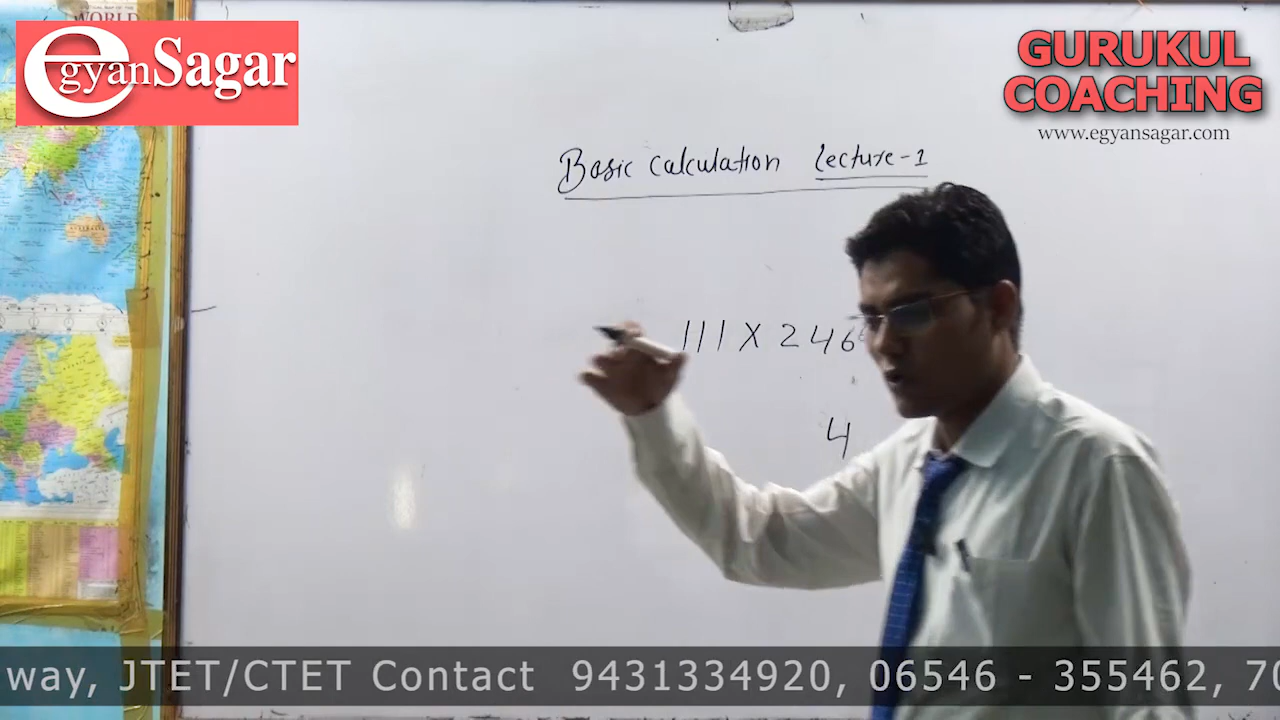 WORLD
egyanSagar
GURUKUL
COACHING
www.egyansagar.com
Basic calculation Lecture-1
111 X 246
4
way, JTET/CTET Contact 9431334920, 06546 - 355462, 70